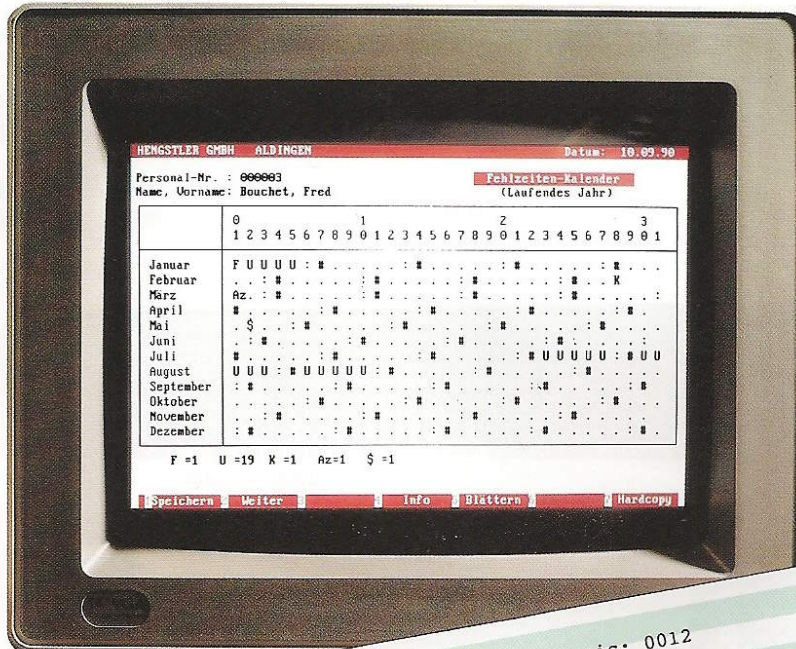 HENGSTLER GMBH ALDINGEN Datum: 10.09.90
Personal-Nr. : 000003 Fehlzeiten-Kalender
Name, Vorname: Bouchet, Fred (Laufendes Jahr)
0 1 2 3
1 2 3 4 5 6 7 8 9 0 1 2 3 4 5 6 7 8 9 0 1 2 3 4 5 6 7 8 9 0 1
Januar F U U U U : # . . . . : # . . . . . : # . . . . . : # . . .
Februar . . : # . . . . . : # . . . . . : # . . . . . : # . . K
März Az . : # . . . . . : # . . . . . : # . . . . . : # . . . . . :
April # . . . . . : # . . . . . : # . . . . . : # . . . . . : # .
Mai . $ . . : # . . . . . : # . . . . . : # . . . . . : # . . . .
Juni . : # . . . . . : # . . . . . : # . . . . . : # . . . . . :
Juli # . . . . . : # . . . . . : # . . . . . : # U U U U U : # U U
August U U U : # U U U U U : # . . . . . : # . . . . . : # . . . . .
September : # . . . . . : # . . . . . : # . . . . . : # . . . . . : #
Oktober . . . . . : # . . . . . : # . . . . . : # . . . . . : # . . .
November . . : # . . . . . : # . . . . . : # . . . . . : # . . . . .
Dezember : # . . . . . : # . . . . . : # . . . . . : # . . . . . : # .
F =1 U =19 K =1 Az=1 $ =1
Speichern Weiter Info Blättern Hardcopy
0012